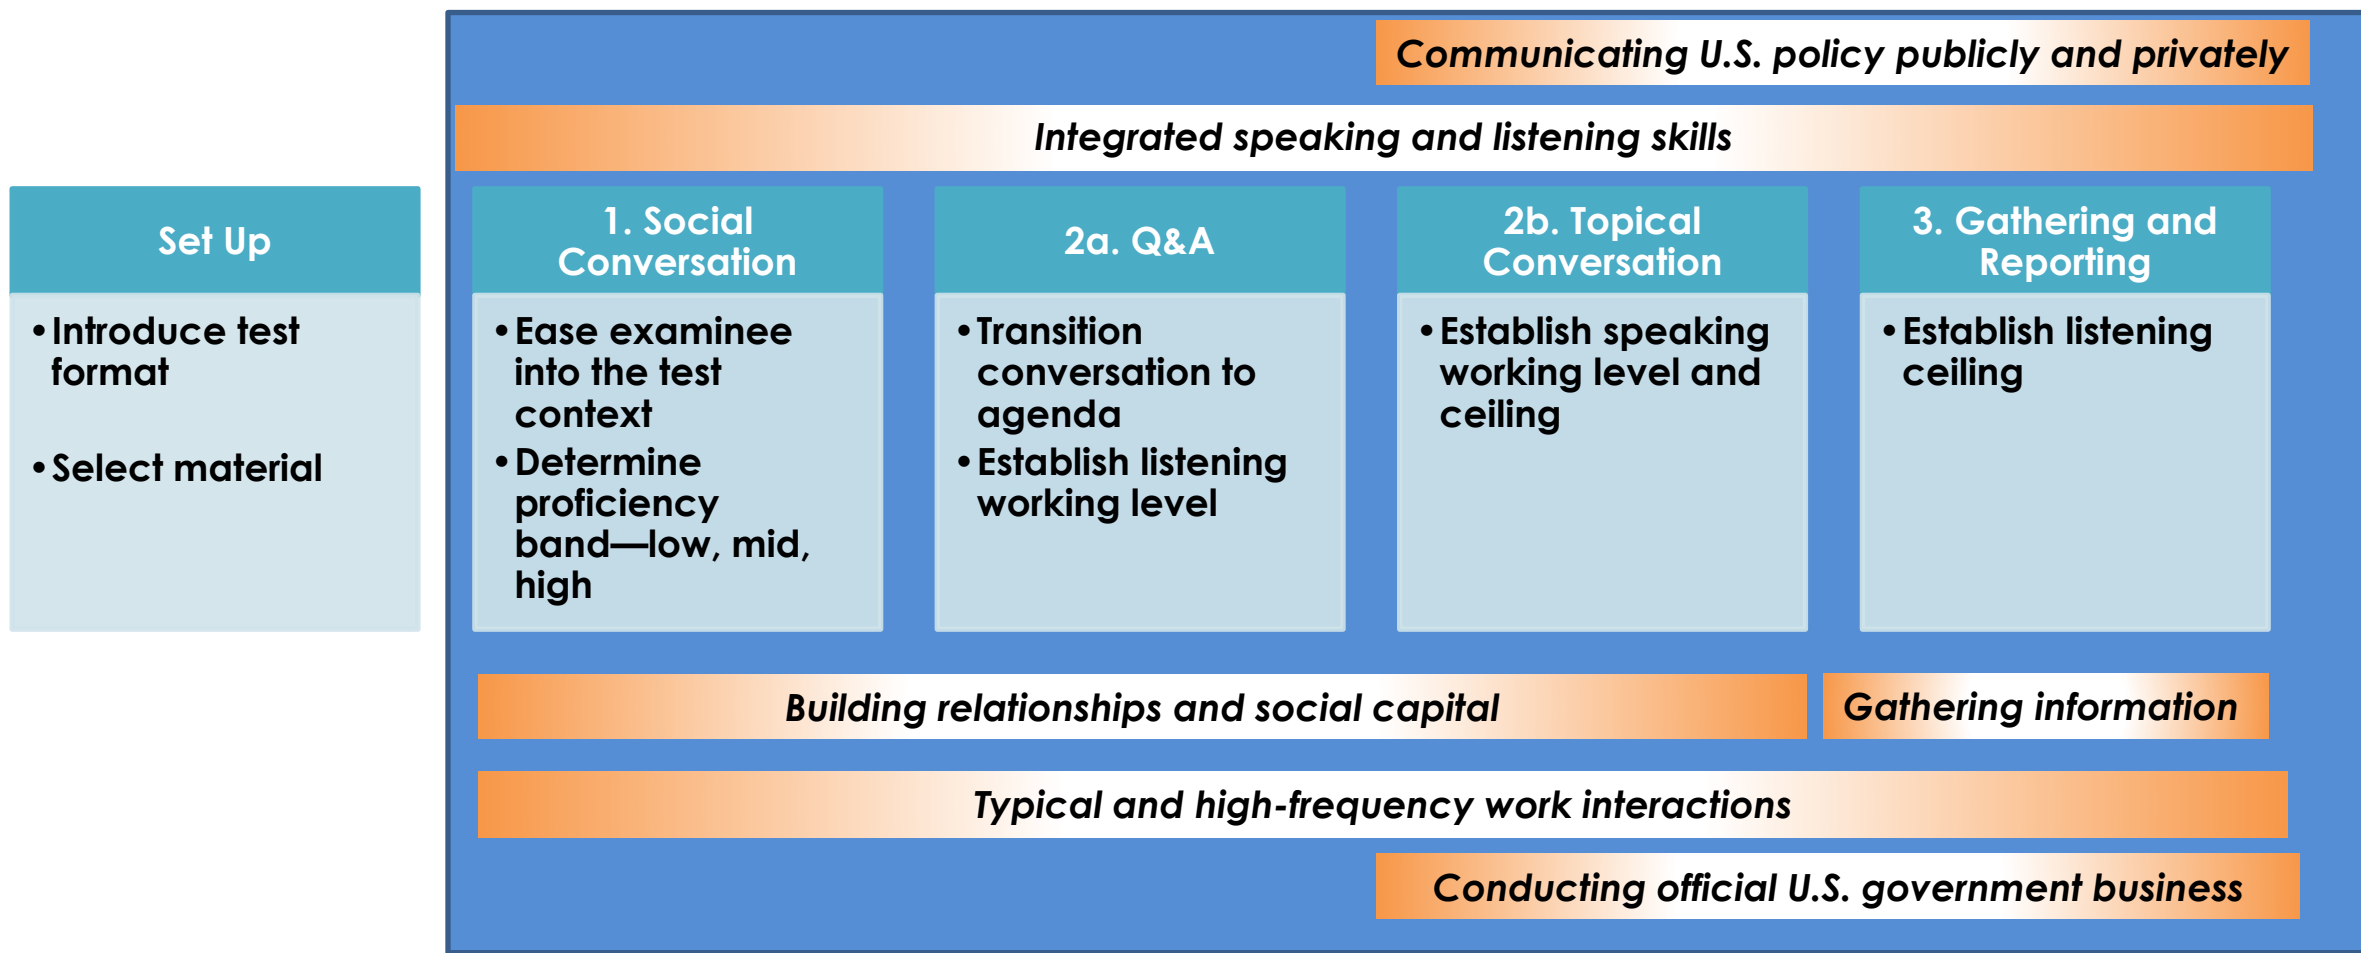 Communicating U.S. policy publicly and privately
Integrated speaking and listening skills
Set Up
•Introduce test
format
•Select material
1. Social
Conversation
•Ease examinee
into the test
context
•Determine
proficiency
band—low, mid,
high
2a. Q&A
•Transition
conversation to
agenda
•Establish listening
working level
2b. Topical
Conversation
•Establish speaking
working level and
ceiling
3. Gathering and
Reporting
•Establish listening
ceiling
Building relationships and social capital
Gathering information
Typical and high-frequency work interactions
Conducting official U.S. government business